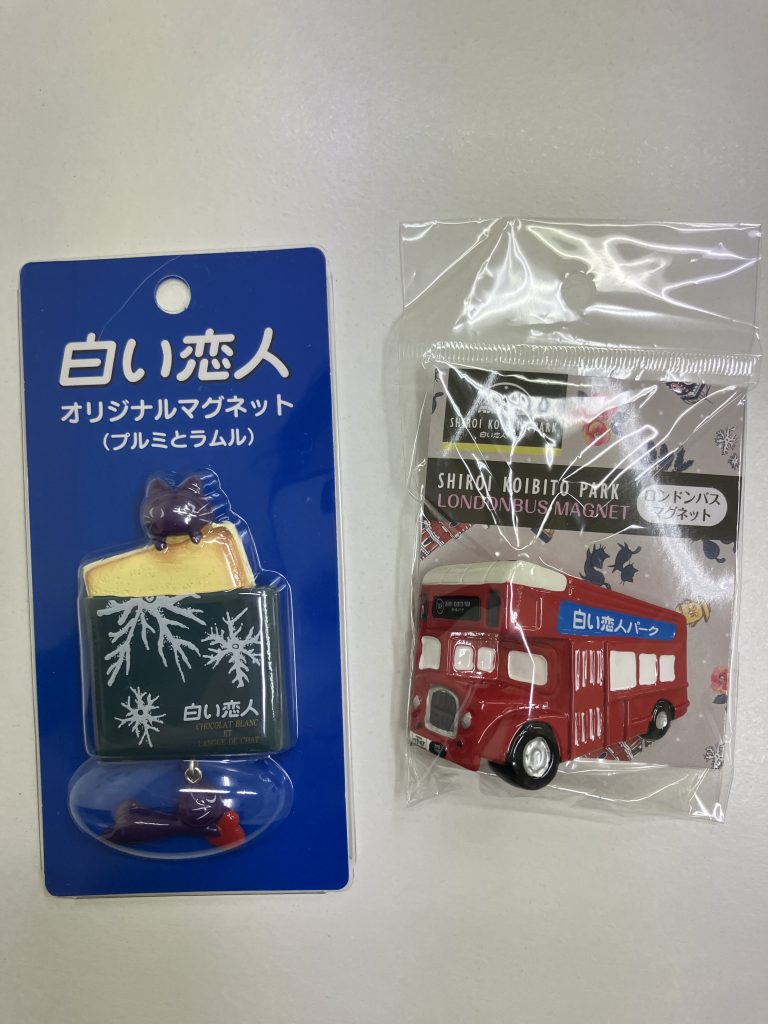 白い恋人
オリジナルマグネット
(プルミとラムル)
白い恋人
CHOCOLAT BLANC
ET
LANGUE DE CHAT
SHIROI KOIBITO PARK
白い恋人
SHIROI KOIBITO PARK
LONDONBUS MAGNET
ロンドンバス
マグネット
SHIROI KOIBITO PARK
白い恋人パーク